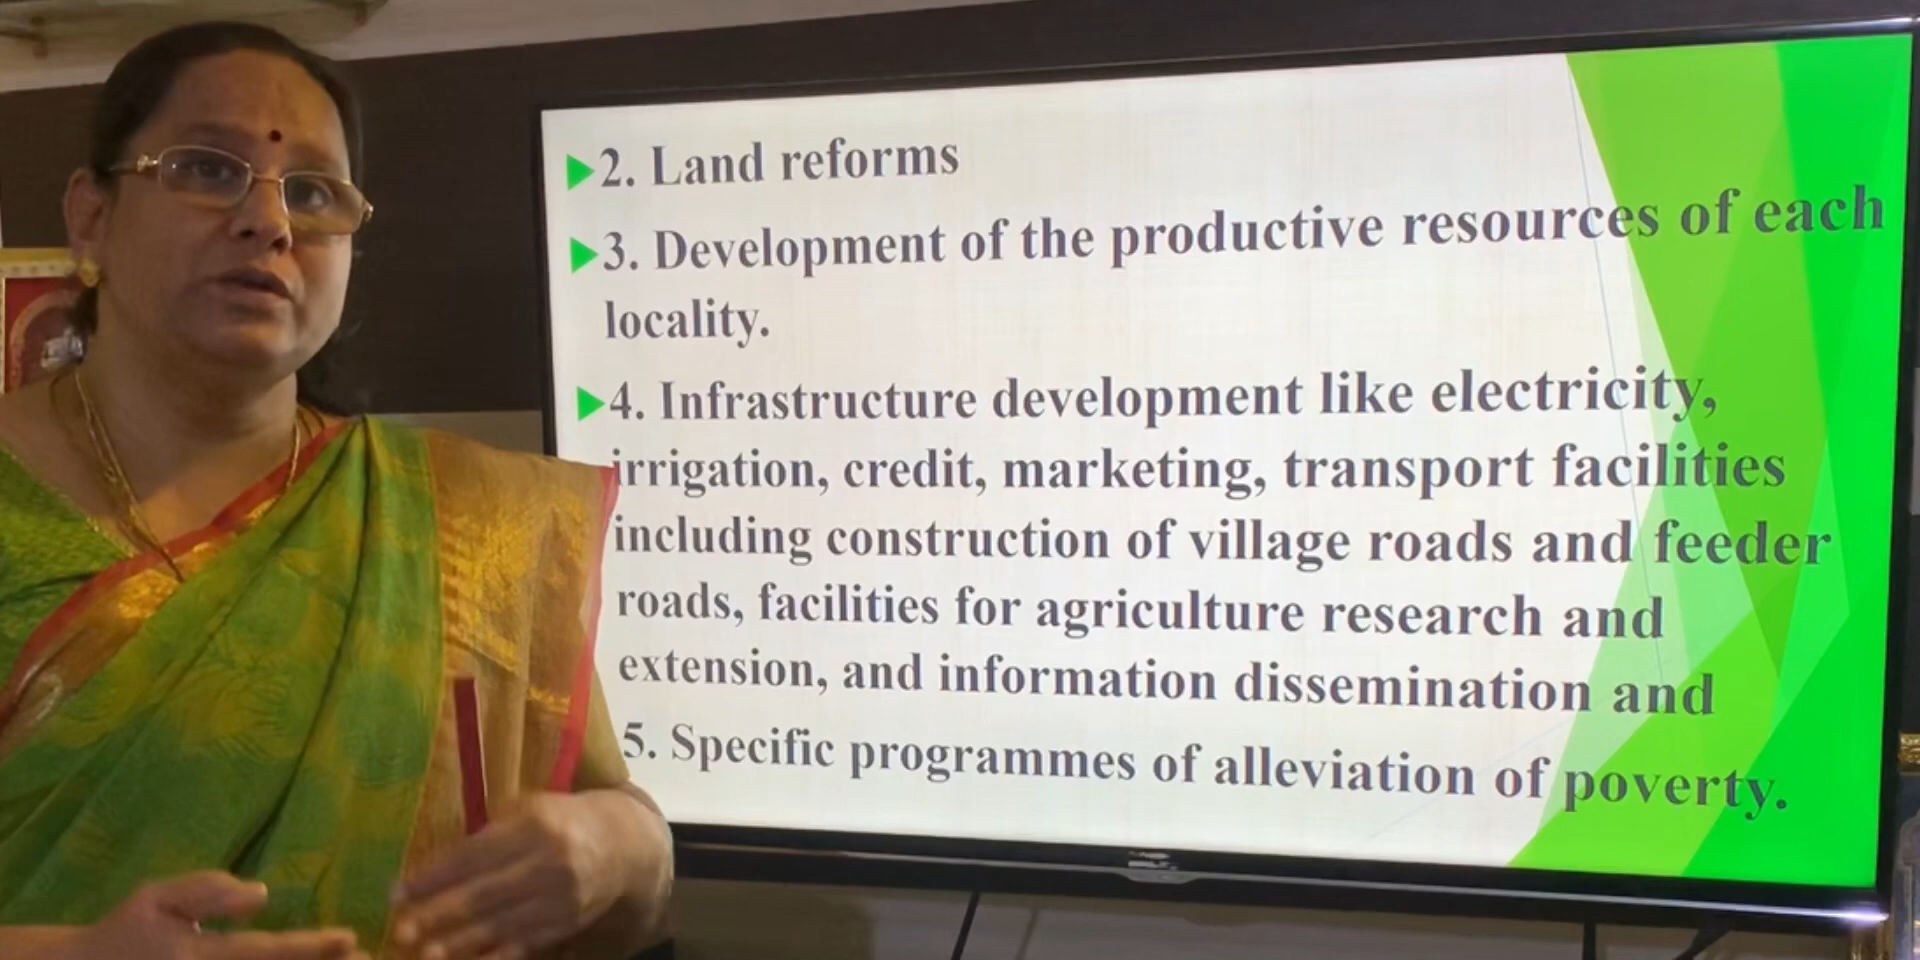 2. Land reforms
3. Development of the productive resources of each
locality.
4. Infrastructure development like electricity,
irrigation, credit, marketing, transport facilities
including construction of village roads and feeder
roads, facilities for agriculture research and
extension, and information dissemination and
5. Specific programmes of alleviation of poverty.